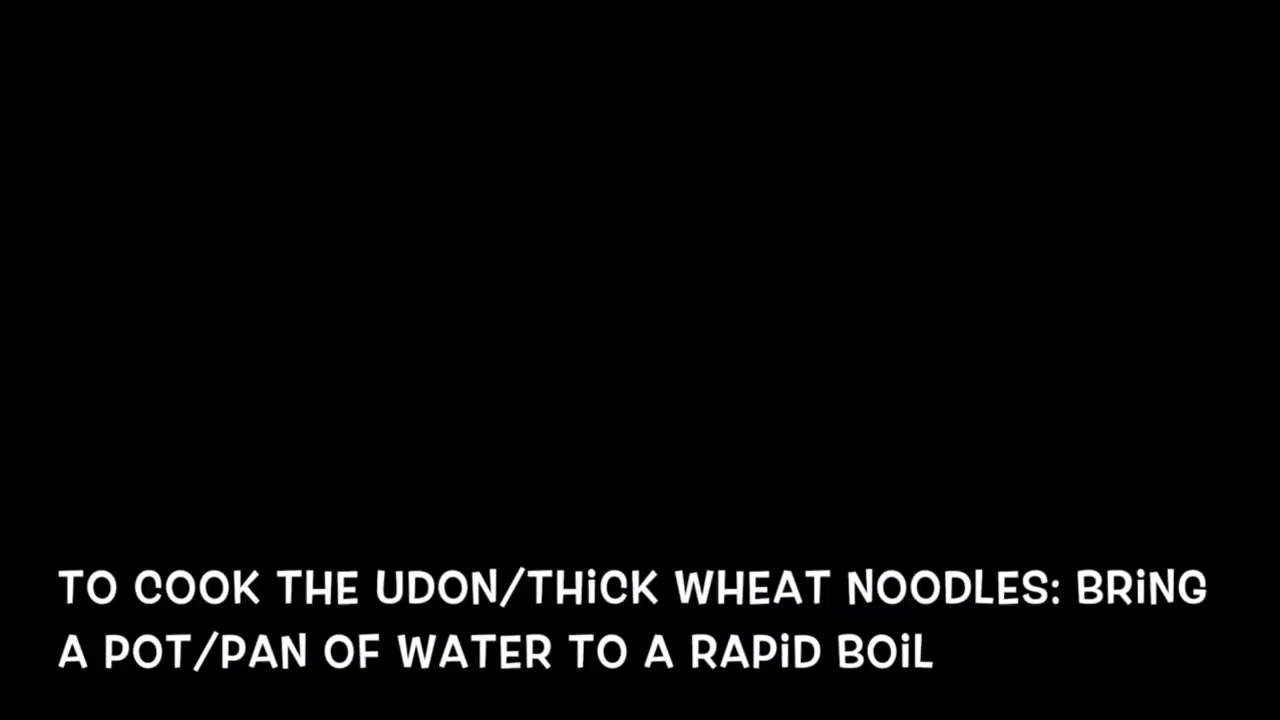 TO COOK THE UDON/THiCK WHEAT NOODLES: BRiNG
A POT/PAN OF WATER TO A RAPiD BOiL